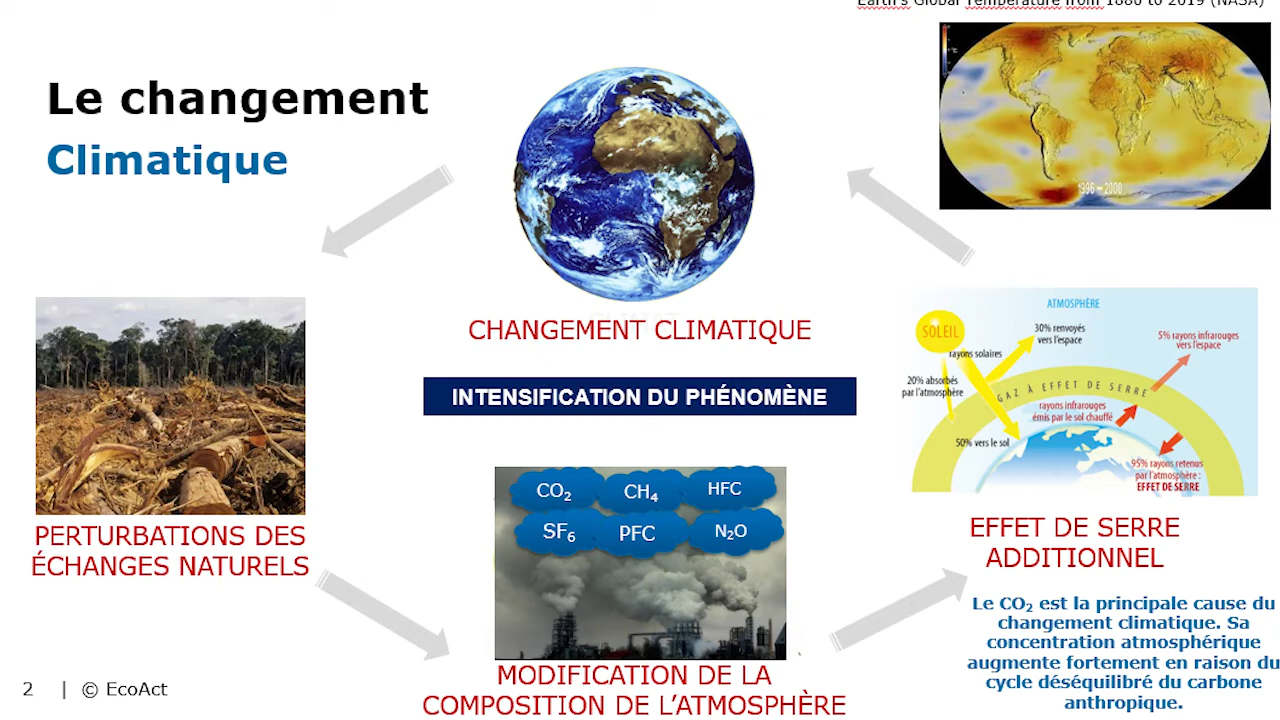 Earth's Global Temperature from 1880 to 2019 (NASA)
Le changement
Climatique
1996 – 2000
CHANGEMENT CLIMATIQUE
INTENSIFICATION DU PHÉNOMÈNE
ATMOSPHÈRE
SOLEIL
30% renvoyés
vers l'espace
5% rayons infrarouges
vers l'espace
rayons solaires
20% absorbés
par l'atmosphère
GAZ À EFFET DE SERRE
rayons infrarouges
émis par le sol chauffé
50% vers le sol
95% rayons retenus
par l'atmosphère :
EFFET DE SERRE
CO₂ CH₄ HFC
SF₆ PFC N₂O
PERTURBATIONS DES
ÉCHANGES NATURELS
EFFET DE SERRE
ADDITIONNEL
Le CO₂ est la principale cause du
changement climatique. Sa
concentration atmosphérique
augmente fortement en raison du
cycle déséquilibré du carbone
anthropique.
MODIFICATION DE LA
COMPOSITION DE L'ATMOSPHÈRE
2 | © EcoAct